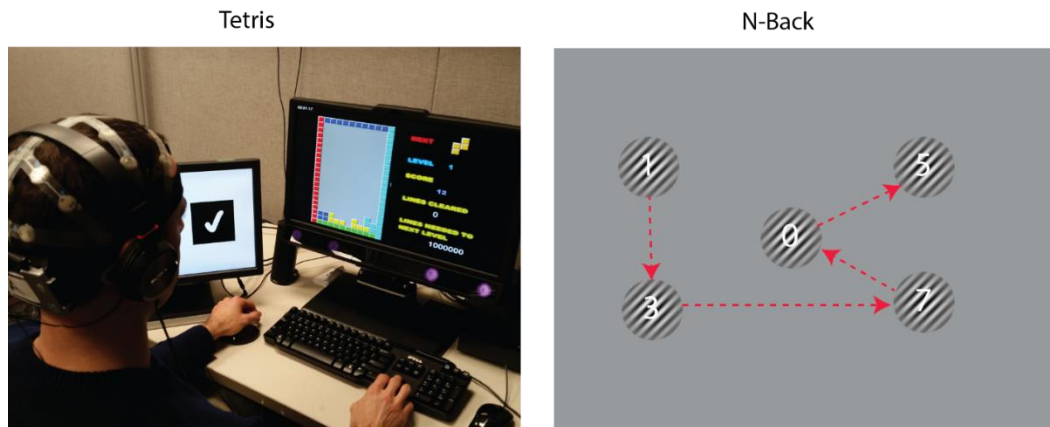 Tetris
N-Back
NEXT
LEVEL 1
SCORE
12
LINES CLEARED
0
LINES NEEDED TO
NEXT LEVEL
1000000
1
5
0
3
7